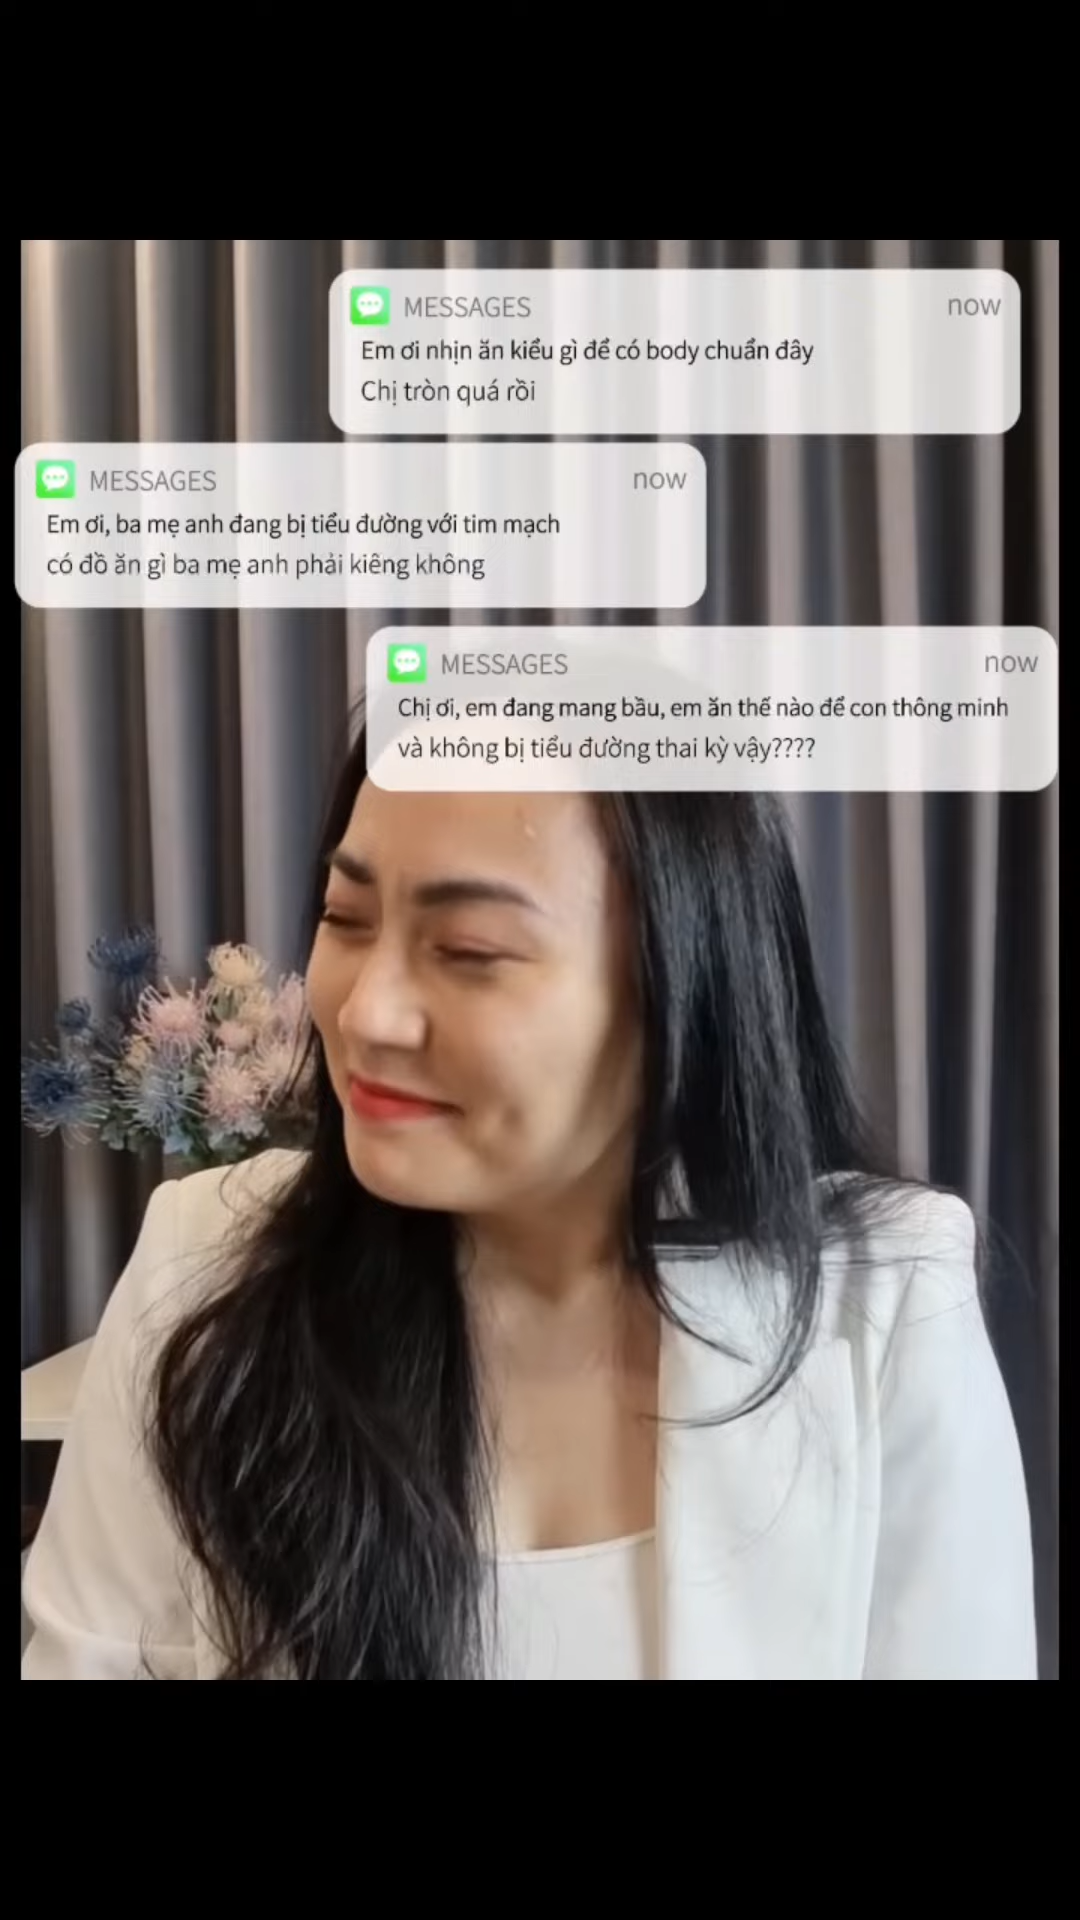 MESSAGES now
Em ơi nhịn ăn kiểu gì để có body chuẩn đây
Chị tròn quá rồi
MESSAGES now
Em ơi, ba mẹ anh đang bị tiểu đường với tim mạch
có đồ ăn gì ba mẹ anh phải kiêng không
MESSAGES now
Chị ơi, em đang mang bầu, em ăn thế nào để con thông minh
và không bị tiểu đường thai kỳ vậy????